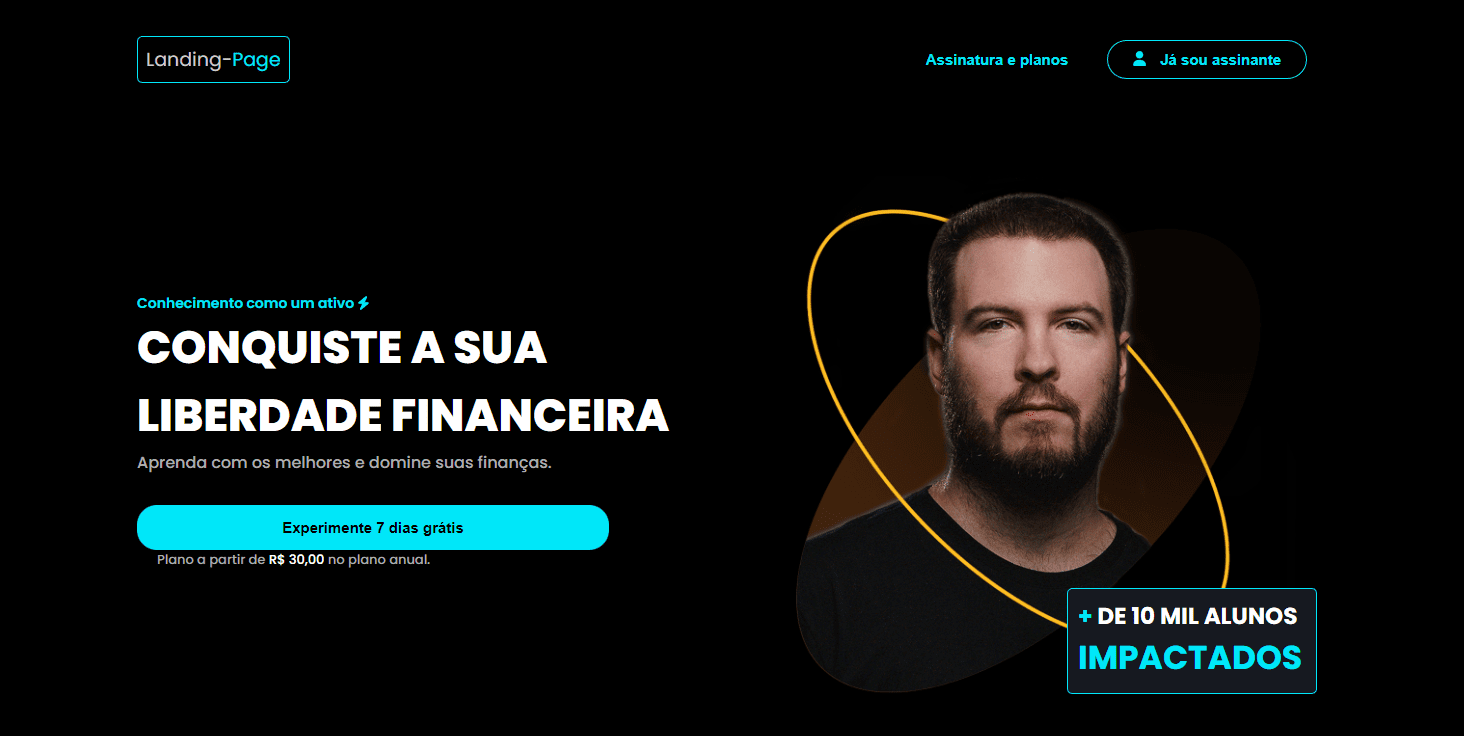 Landing-Page
Assinatura e planos
Já sou assinante
Conhecimento como um ativo
CONQUISTE A SUA
LIBERDADE FINANCEIRA
Aprenda com os melhores e domine suas finanças.
Experimente 7 dias grátis
Plano a partir de R$ 30,00 no plano anual.
+ DE 10 MIL ALUNOS
IMPACTADOS